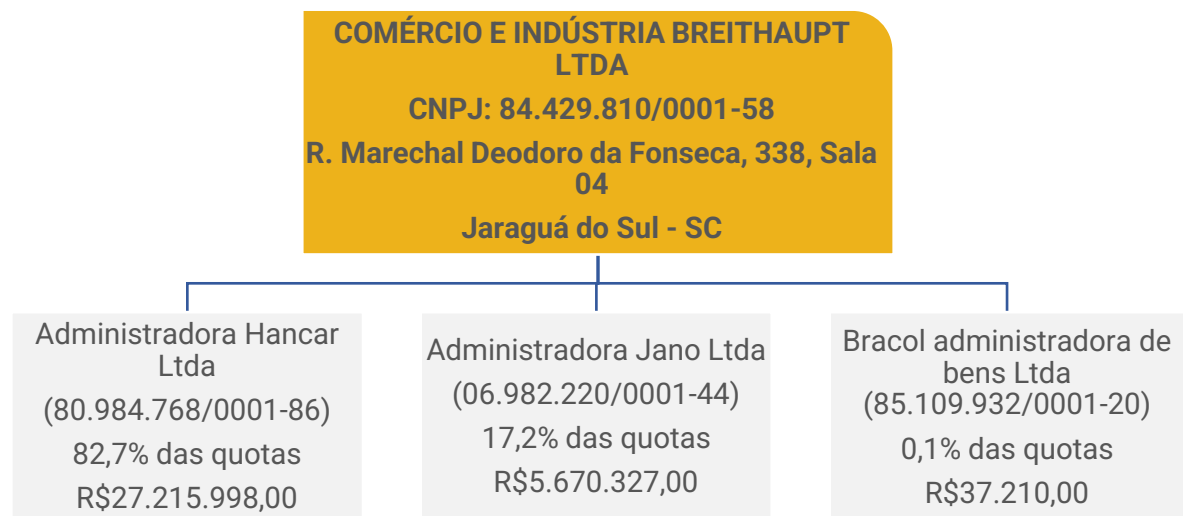 COMÉRCIO E INDÚSTRIA BREITHAUPT
LTDA
CNPJ: 84.429.810/0001-58
R. Marechal Deodoro da Fonseca, 338, Sala
04
Jaraguá do Sul - SC
Administradora Hancar
Ltda
(80.984.768/0001-86)
82,7% das quotas
R$27.215.998,00
Administradora Jano Ltda
(06.982.220/0001-44)
17,2% das quotas
R$5.670.327,00
Bracol administradora de
bens Ltda
(85.109.932/0001-20)
0,1% das quotas
R$37.210,00